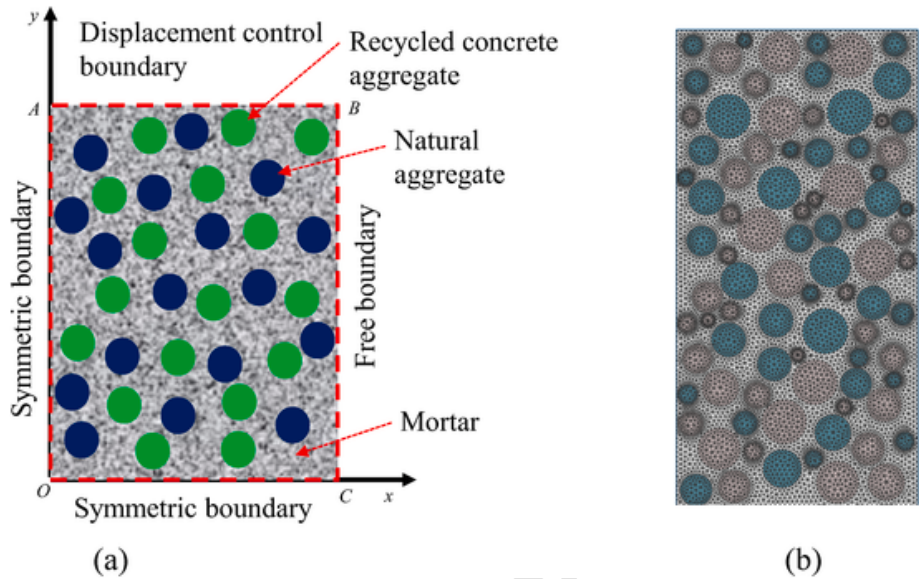 y
Displacement control
boundary
Recycled concrete
aggregate
A
B
Natural
aggregate
Symmetric boundary
Free boundary
Mortar
O
C
x
Symmetric boundary
(a)
(b)